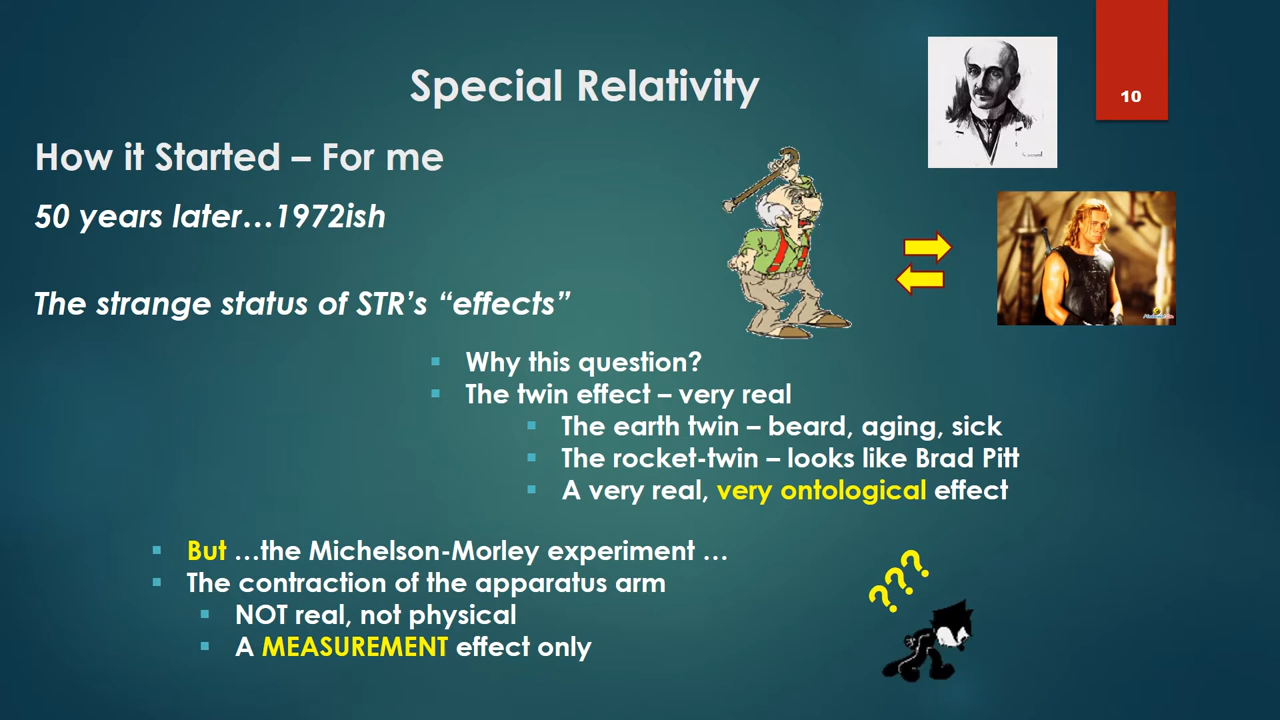 Special Relativity
10
How it Started – For me
50 years later…1972ish
The strange status of STR’s “effects”
Why this question?
The twin effect – very real
The earth twin – beard, aging, sick
The rocket-twin – looks like Brad Pitt
A very real, very ontological effect
But …the Michelson-Morley experiment …
The contraction of the apparatus arm
NOT real, not physical
A MEASUREMENT effect only
???